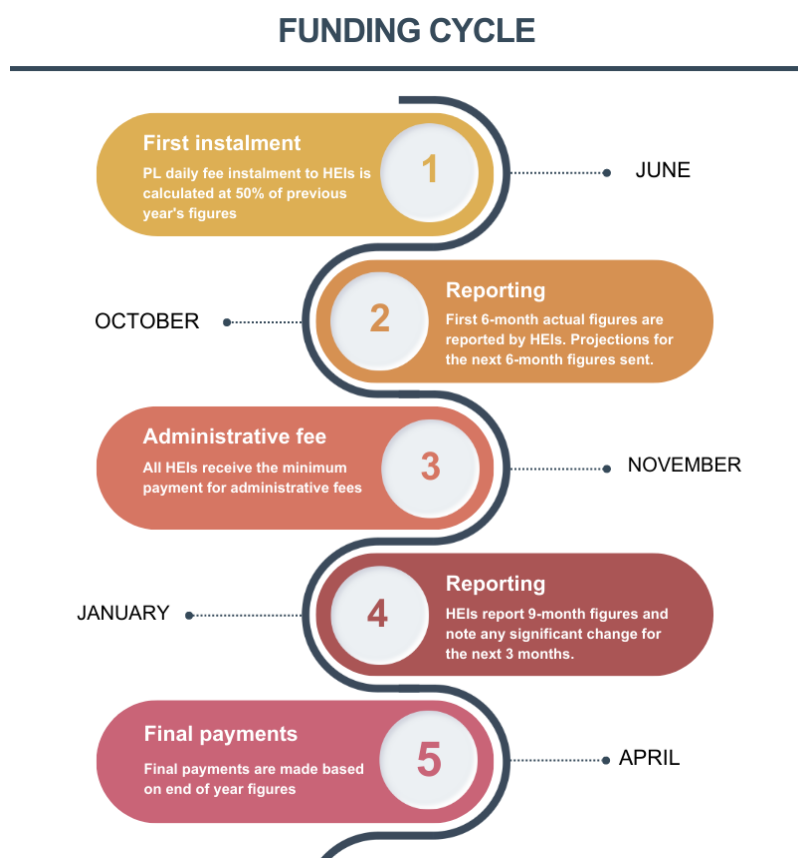 FUNDING CYCLE
First instalment
PL daily fee instalment to HEIs is
calculated at 50% of previous
year's figures
1
JUNE
OCTOBER
2
Reporting
First 6-month actual figures are
reported by HEIs. Projections for
the next 6-month figures sent.
Administrative fee
All HEIs receive the minimum
payment for administrative fees
3
NOVEMBER
JANUARY
4
Reporting
HEIs report 9-month figures and
note any significant change for
the next 3 months.
Final payments
Final payments are made based
on end of year figures
5
APRIL